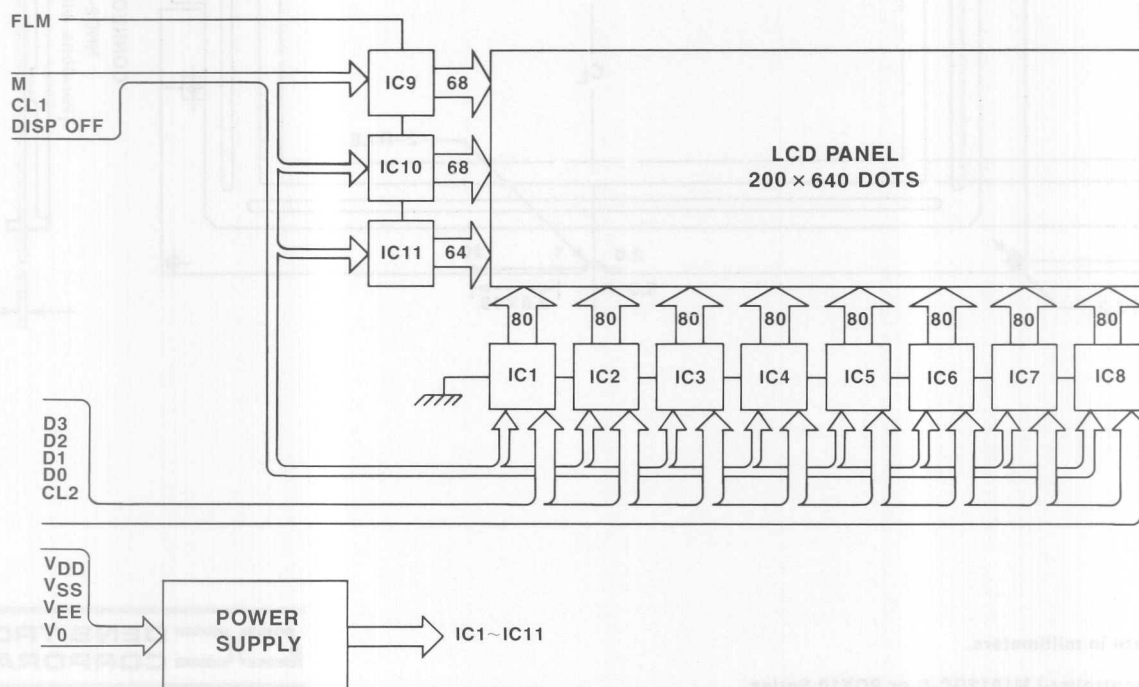 FLM
M
CL1
DISP OFF
IC9
68
IC10
68
IC11
64
LCD PANEL
200 × 640 DOTS
80
80
80
80
80
80
80
80
IC1
IC2
IC3
IC4
IC5
IC6
IC7
IC8
D3
D2
D1
D0
CL2
VDD
VSS
VEE
V0
POWER
SUPPLY
IC1~IC11